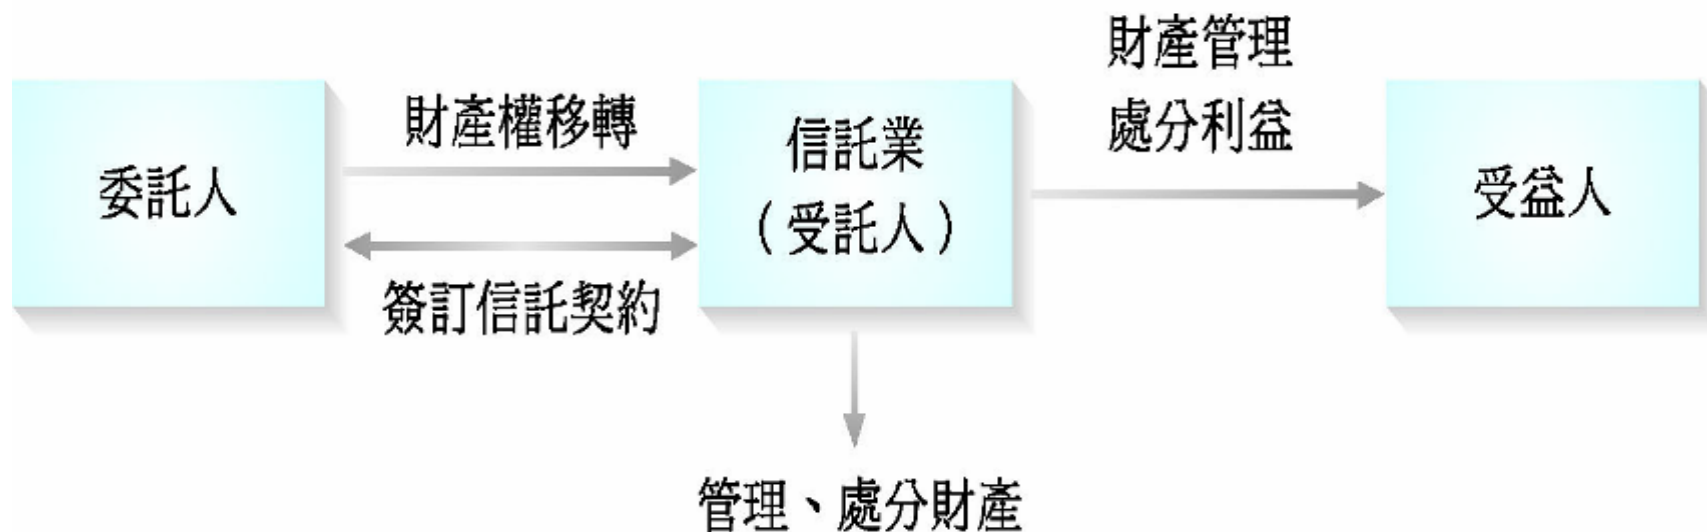 委託人
財產權移轉
簽訂信託契約
信託業
（受託人）
財產管理
處分利益
受益人
管理、處分財產